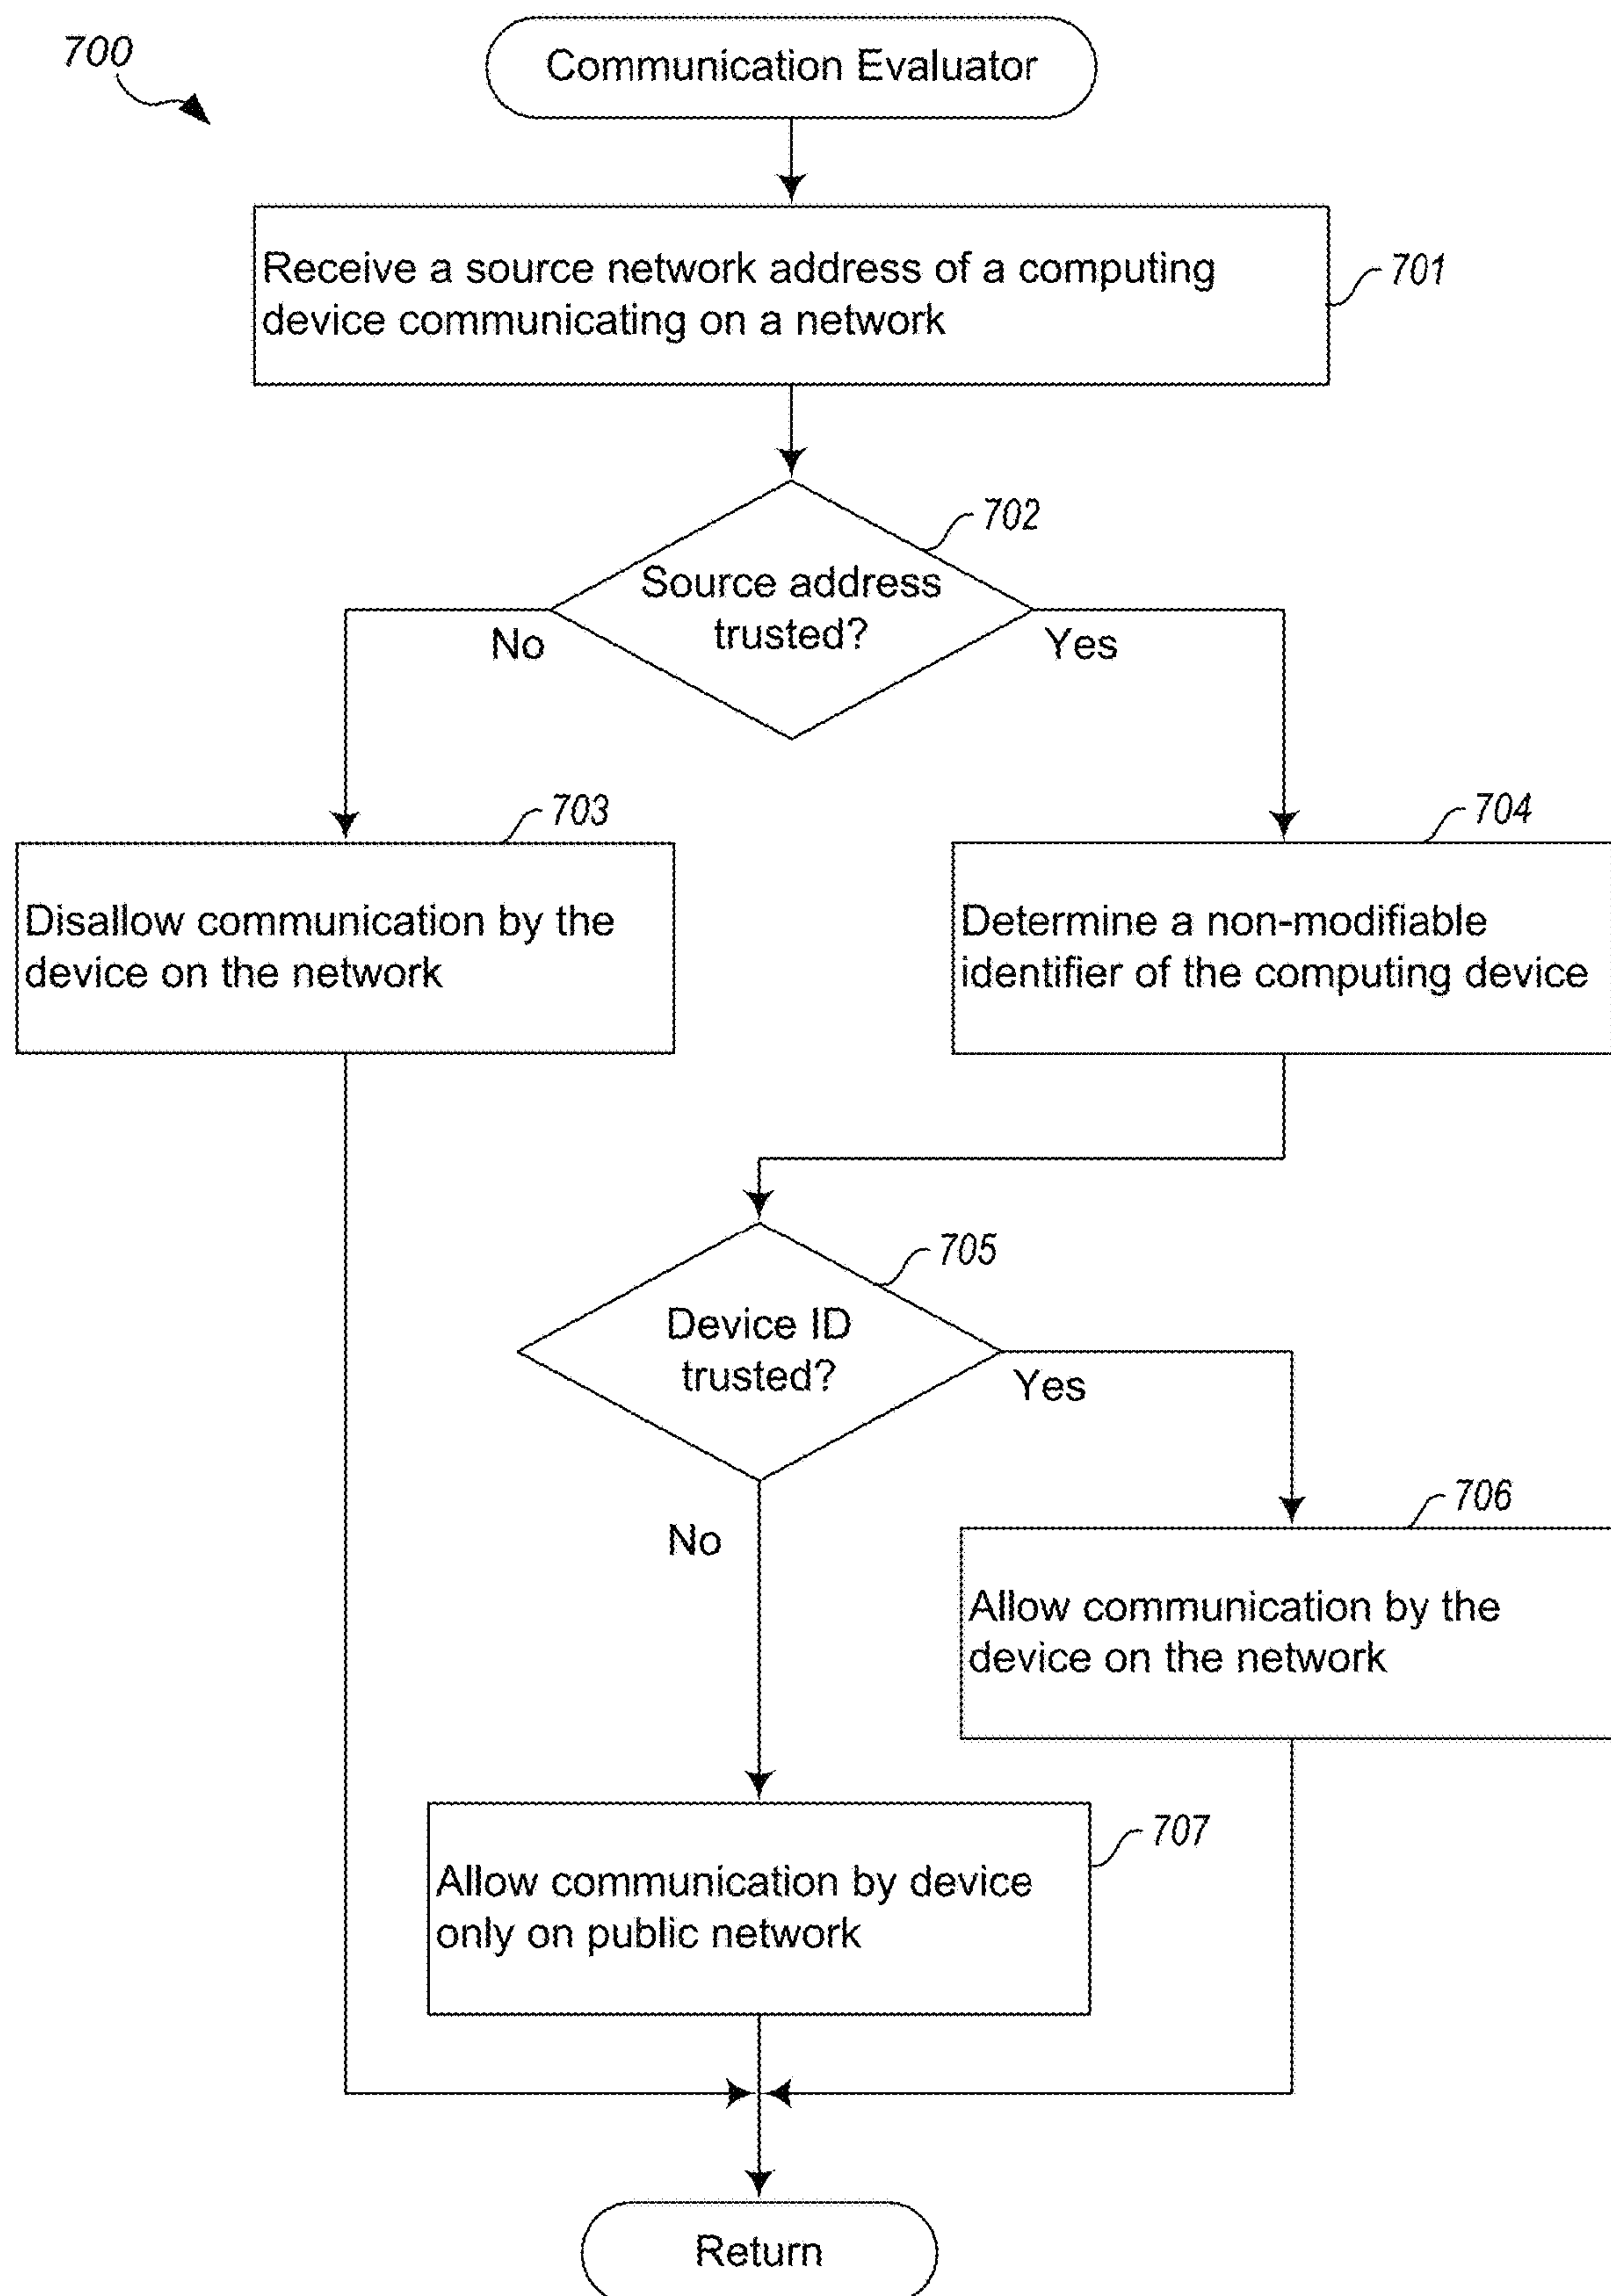 700
Communication Evaluator
Receive a source network address of a computing
device communicating on a network
701
702
Source address
trusted?
No
Yes
703
704
Disallow communication by the
device on the network
Determine a non-modifiable
identifier of the computing device
705
Device ID
trusted?
Yes
No
706
Allow communication by the
device on the network
707
Allow communication by device
only on public network
Return